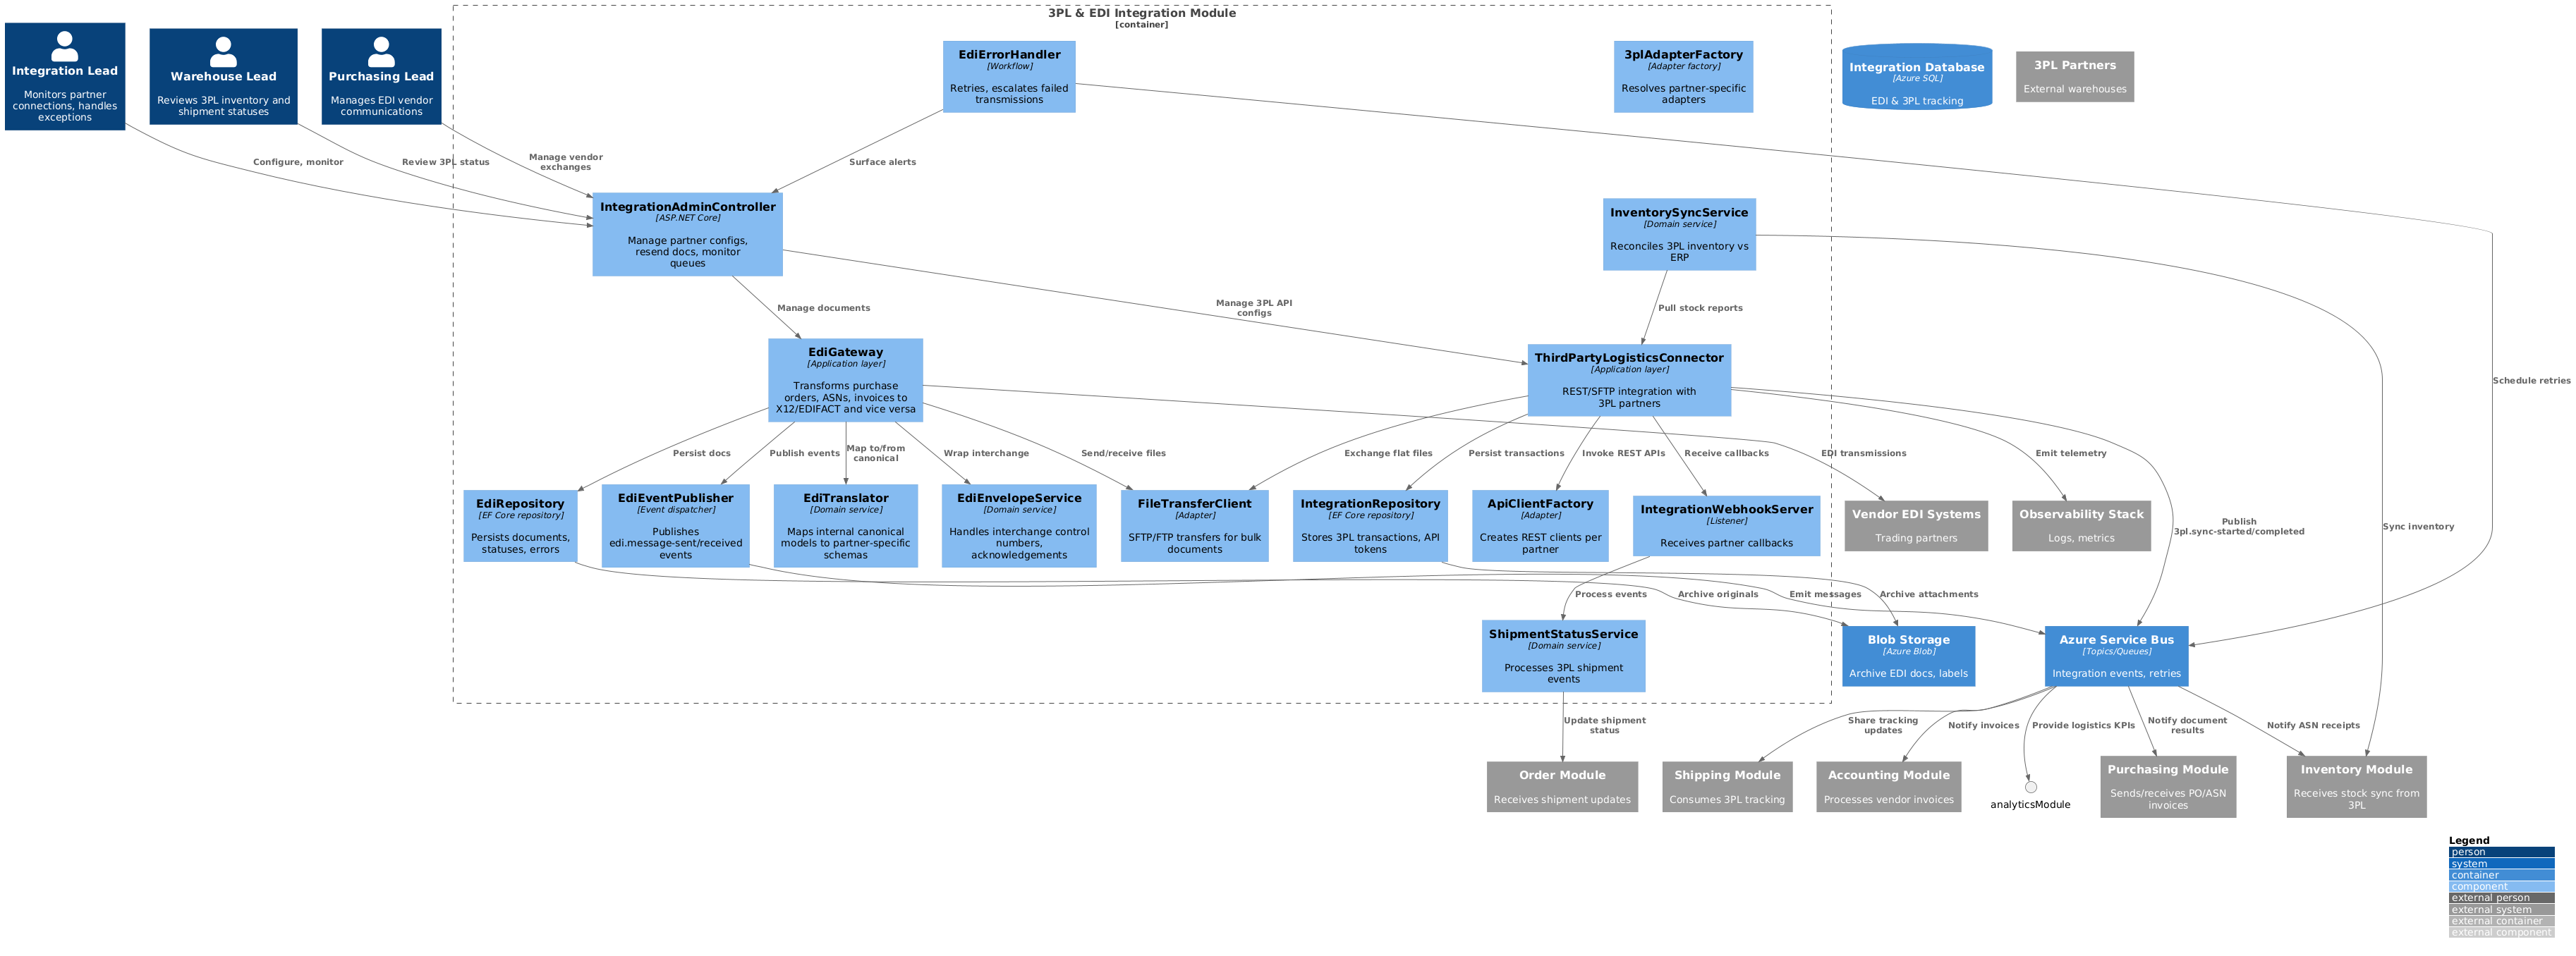 3PL & EDI Integration Module
[container]
Integration Lead
Monitors partner
connections, handles
exceptions
Warehouse Lead
Reviews 3PL inventory and
shipment statuses
Purchasing Lead
Manages EDI vendor
communications
EdiErrorHandler
[Workflow]
Retries, escalates failed
transmissions
3plAdapterFactory
[Adapter factory]
Resolves partner-specific
adapters
Integration Database
[Azure SQL]
EDI & 3PL tracking
3PL Partners
External warehouses
Configure, monitor
Review 3PL status
Manage vendor
exchanges
Surface alerts
IntegrationAdminController
[ASP.NET Core]
Manage partner configs,
resend docs, monitor
queues
InventorySyncService
[Domain service]
Reconciles 3PL inventory vs
ERP
Manage documents
Manage 3PL API
configs
Pull stock reports
Schedule retries
EdiGateway
[Application layer]
Transforms purchase
orders, ASNs, invoices to
X12/EDIFACT and vice versa
ThirdPartyLogisticsConnector
[Application layer]
REST/SFTP integration with
3PL partners
Persist docs
Publish events
Map to/from
canonical
Wrap interchange
Send/receive files
Exchange flat files
Persist transactions
Invoke REST APIs
Receive callbacks
EDI transmissions
Emit telemetry
Publish
3pl.sync-started/completed
Sync inventory
EdiRepository
[EF Core repository]
Persists documents,
statuses, errors
EdiEventPublisher
[Event dispatcher]
Publishes
edi.message-sent/received
events
EdiTranslator
[Domain service]
Maps internal canonical
models to partner-specific
schemas
EdiEnvelopeService
[Domain service]
Handles interchange control
numbers,
acknowledgements
FileTransferClient
[Adapter]
SFTP/FTP transfers for bulk
documents
IntegrationRepository
[EF Core repository]
Stores 3PL transactions, API
tokens
ApiClientFactory
[Adapter]
Creates REST clients per
partner
IntegrationWebhookServer
[Listener]
Receives partner callbacks
Vendor EDI Systems
Trading partners
Observability Stack
Logs, metrics
Process events
Archive originals
Emit messages
Archive attachments
ShipmentStatusService
[Domain service]
Processes 3PL shipment
events
Blob Storage
[Azure Blob]
Archive EDI docs, labels
Azure Service Bus
[Topics/Queues]
Integration events, retries
Update shipment
status
Share tracking
updates
Notify invoices
Provide logistics KPIs
Notify document
results
Notify ASN receipts
Order Module
Receives shipment updates
Shipping Module
Consumes 3PL tracking
Accounting Module
Processes vendor invoices
analyticsModule
Purchasing Module
Sends/receives PO/ASN
invoices
Inventory Module
Receives stock sync from
3PL
Legend
person
system
container
component
external person
external system
external container
external component